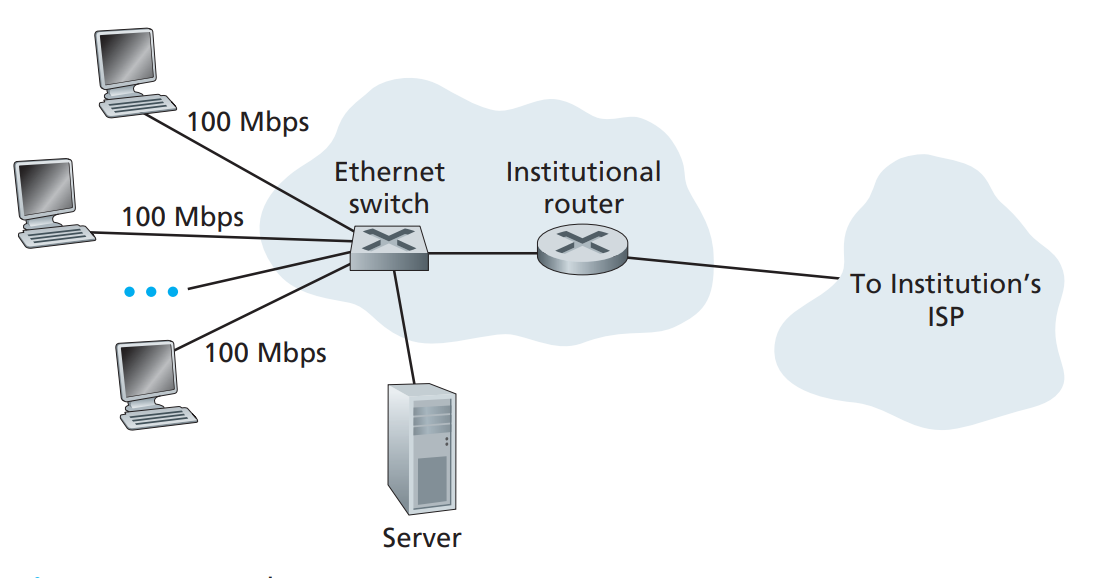 100 Mbps
Ethernet
switch
Institutional
router
100 Mbps
To Institution's
ISP
100 Mbps
Server